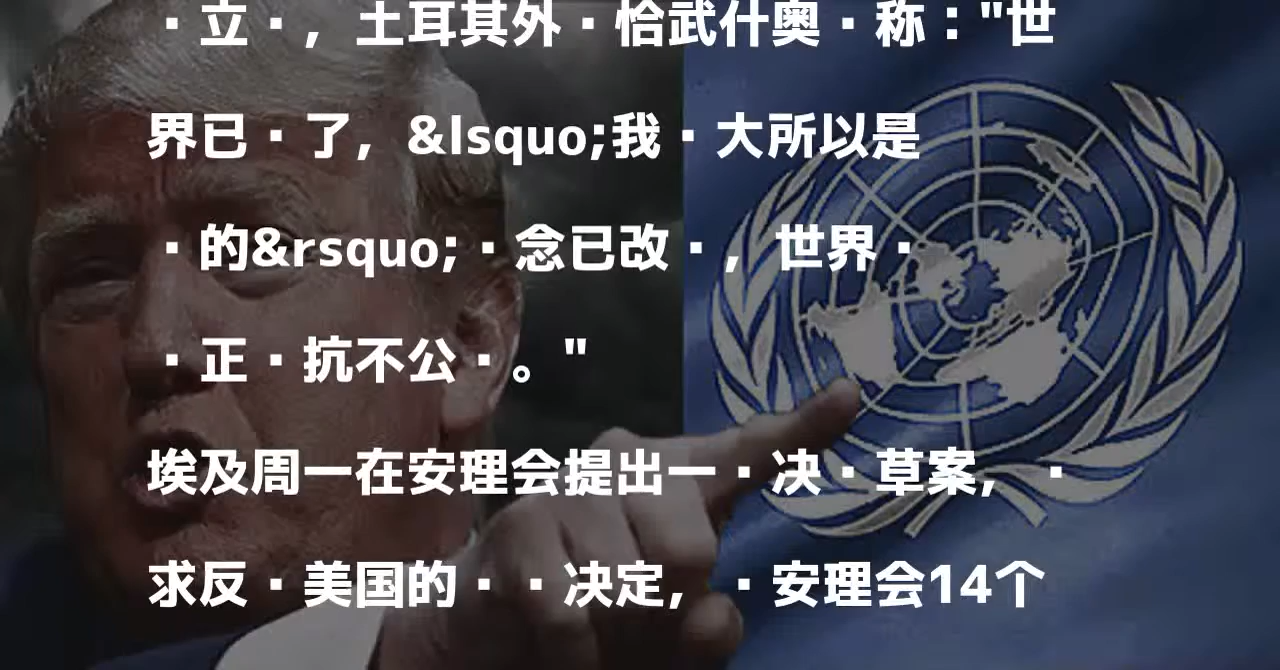 ▪立▪，土耳其外▪恰武什奥▪称："世
界已▪了，&lsquo;我▪大所以是
▪的&rsquo;▪念已改▪，世界▪
▪正▪抗不公▪。"
埃及周一在安理会提出一▪决▪草案，▪
求反▪美国的▪▪决定，▪安理会14个